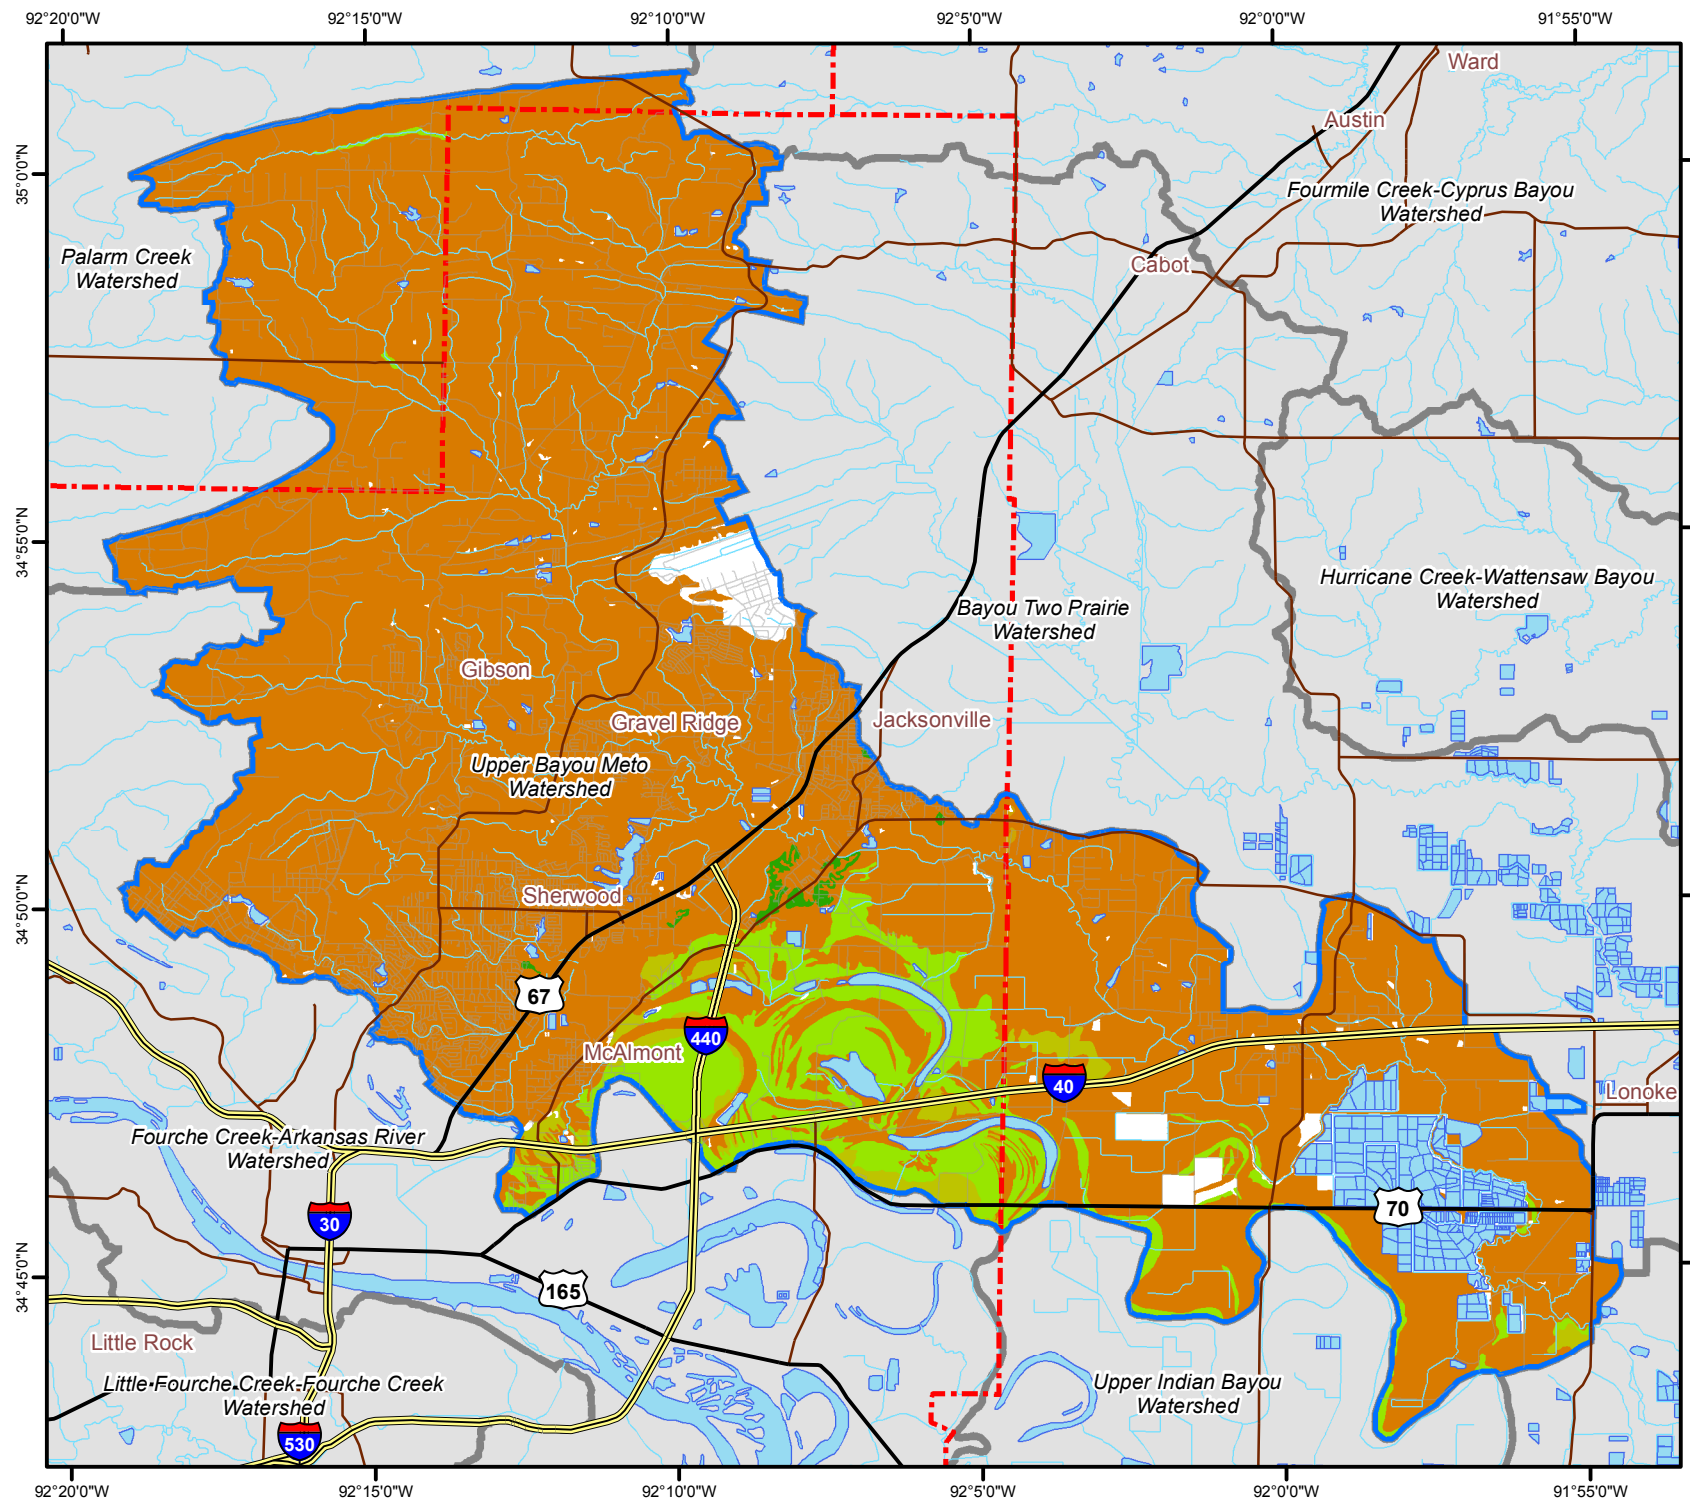 92°20'0"W
92°15'0"W
92°10'0"W
92°5'0"W
92°0'0"W
91°55'0"W
Ward
Austin
35°0'0"N
Fourmile Creek-Cyprus Bayou
Watershed
Palarm Creek
Watershed
Cabot
34°55'0"N
Hurricane Creek-Wattensaw Bayou
Watershed
Bayou Two Prairie
Watershed
Gibson
Gravel Ridge
Jacksonville
Upper Bayou Meto
Watershed
Sherwood
34°50'0"N
67
440
McAlmont
40
Lonoke
Fourche Creek-Arkansas River
Watershed
70
30
34°45'0"N
165
Little Rock
Little Fourche Creek-Fourche Creek
Watershed
Upper Indian Bayou
Watershed
530
92°20'0"W
92°15'0"W
92°10'0"W
92°5'0"W
92°0'0"W
91°55'0"W